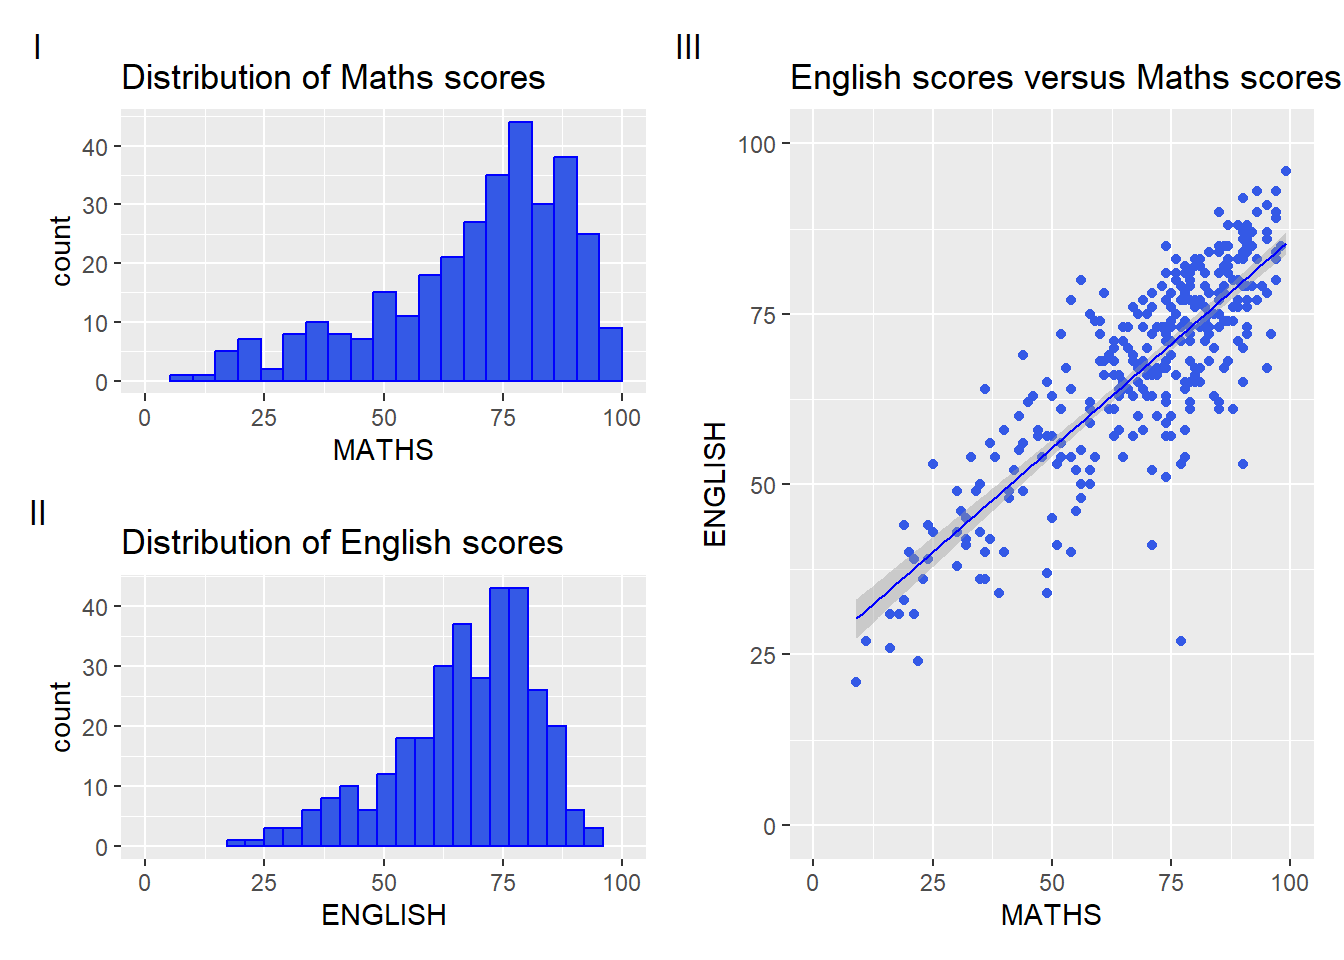 I
Distribution of Maths scores
40
30
20
10
0
count
0 25 50 75 100
MATHS
II
Distribution of English scores
40
30
20
10
0
count
0 25 50 75 100
ENGLISH
III
English scores versus Maths scores
100
75
50
25
0
ENGLISH
0 25 50 75 100
MATHS